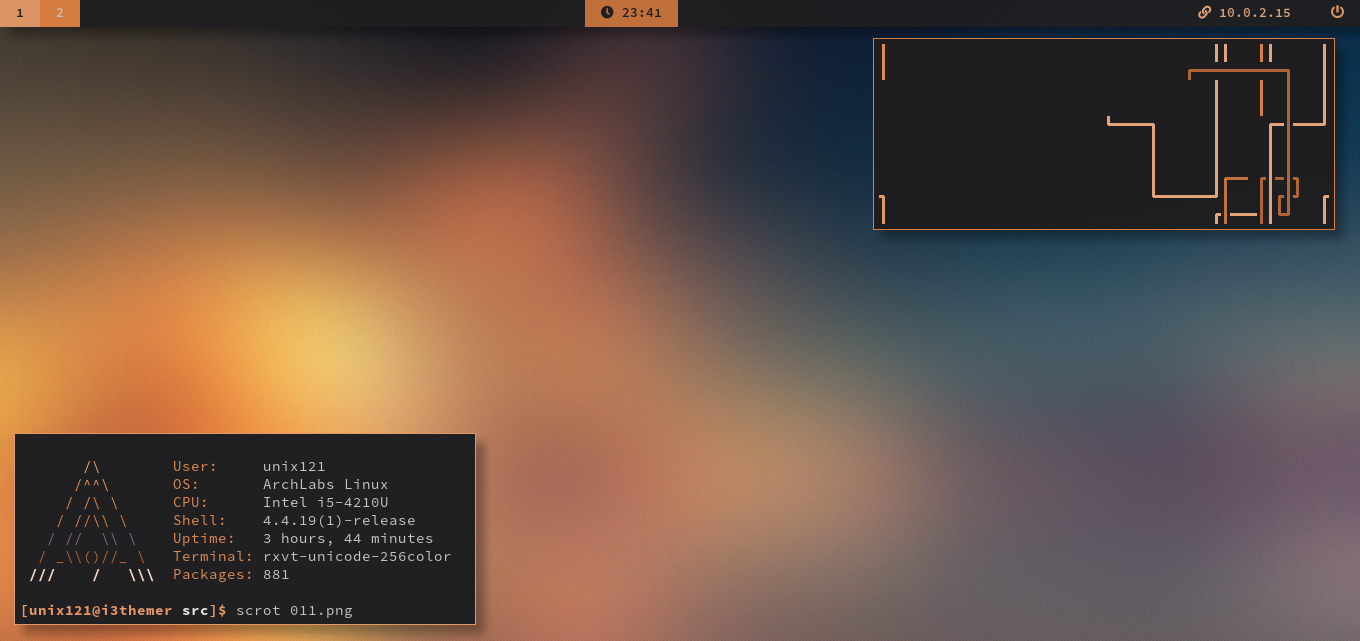 1 2 23:41 10.0.2.15
User: unix121
OS: ArchLabs Linux
CPU: Intel i5-4210U
Shell: 4.4.19(1)-release
Uptime: 3 hours, 44 minutes
Terminal: rxvt-unicode-256color
Packages: 881
[unix121@i3themer src]$ scrot 011.png